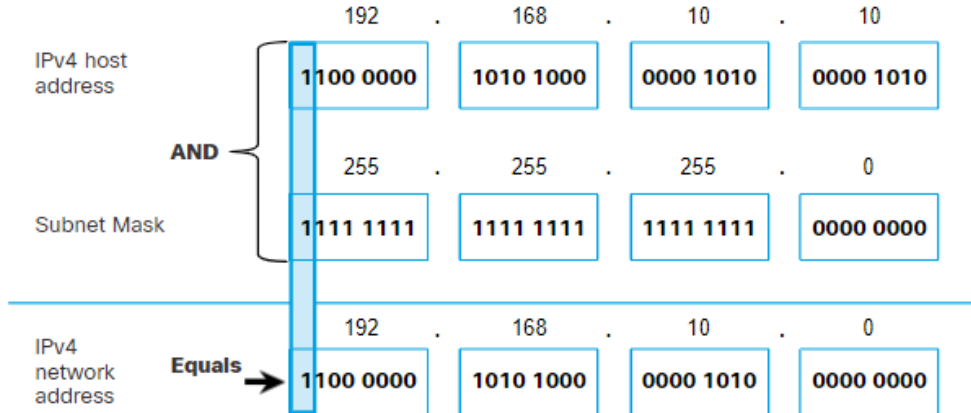 192 . 168 . 10 . 10
IPv4 host
address
1100 0000 1010 1000 0000 1010 0000 1010
AND
255 . 255 . 255 . 0
Subnet Mask
1111 1111 1111 1111 1111 1111 0000 0000
192 . 168 . 10 . 0
IPv4
network
address
Equals
1100 0000 1010 1000 0000 1010 0000 0000